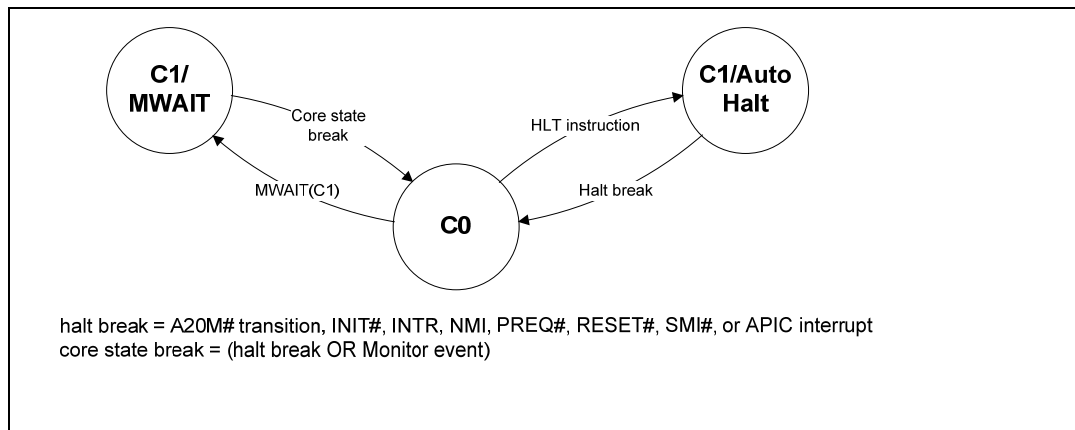 C1/
MWAIT
C1/Auto
Halt
Core state
break
HLT instruction
MWAIT(C1)
Halt break
C0
halt break = A20M# transition, INIT#, INTR, NMI, PREQ#, RESET#, SMI#, or APIC interrupt
core state break = (halt break OR Monitor event)